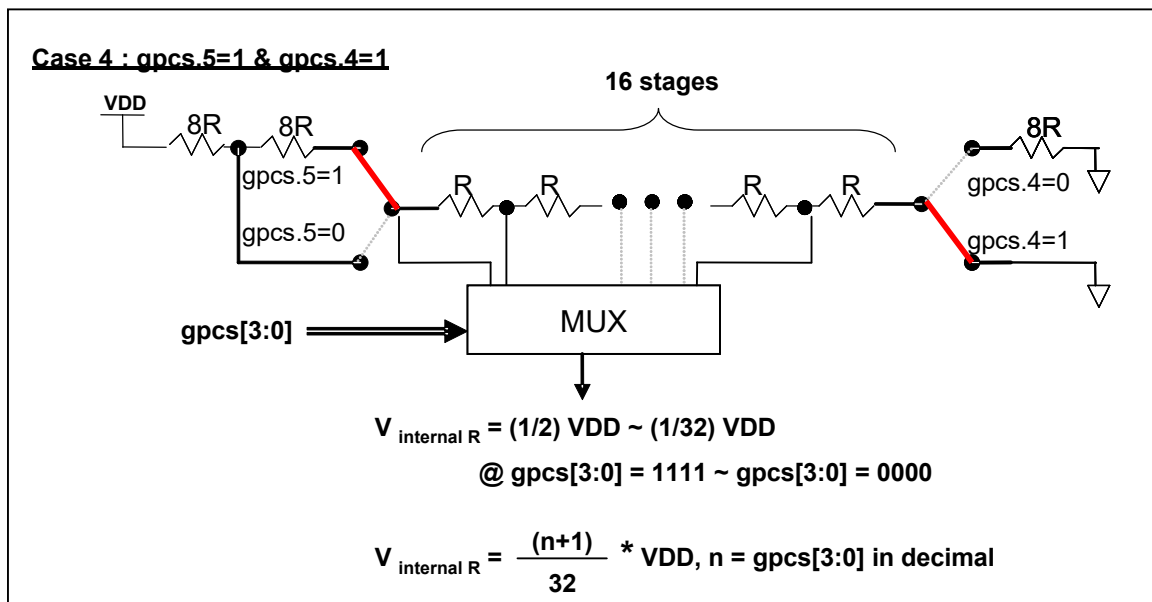 Case 4 : gpcs.5=1 & gpcs.4=1
16 stages
VDD
8R 8R 8R
gpcs.5=1
R R R R
gpcs.4=0
gpcs.5=0
gpcs.4=1
gpcs[3:0]
MUX
V internal R = (1/2) VDD ~ (1/32) VDD
@ gpcs[3:0] = 1111 ~ gpcs[3:0] = 0000
V internal R = (n+1) / 32 * VDD, n = gpcs[3:0] in decimal